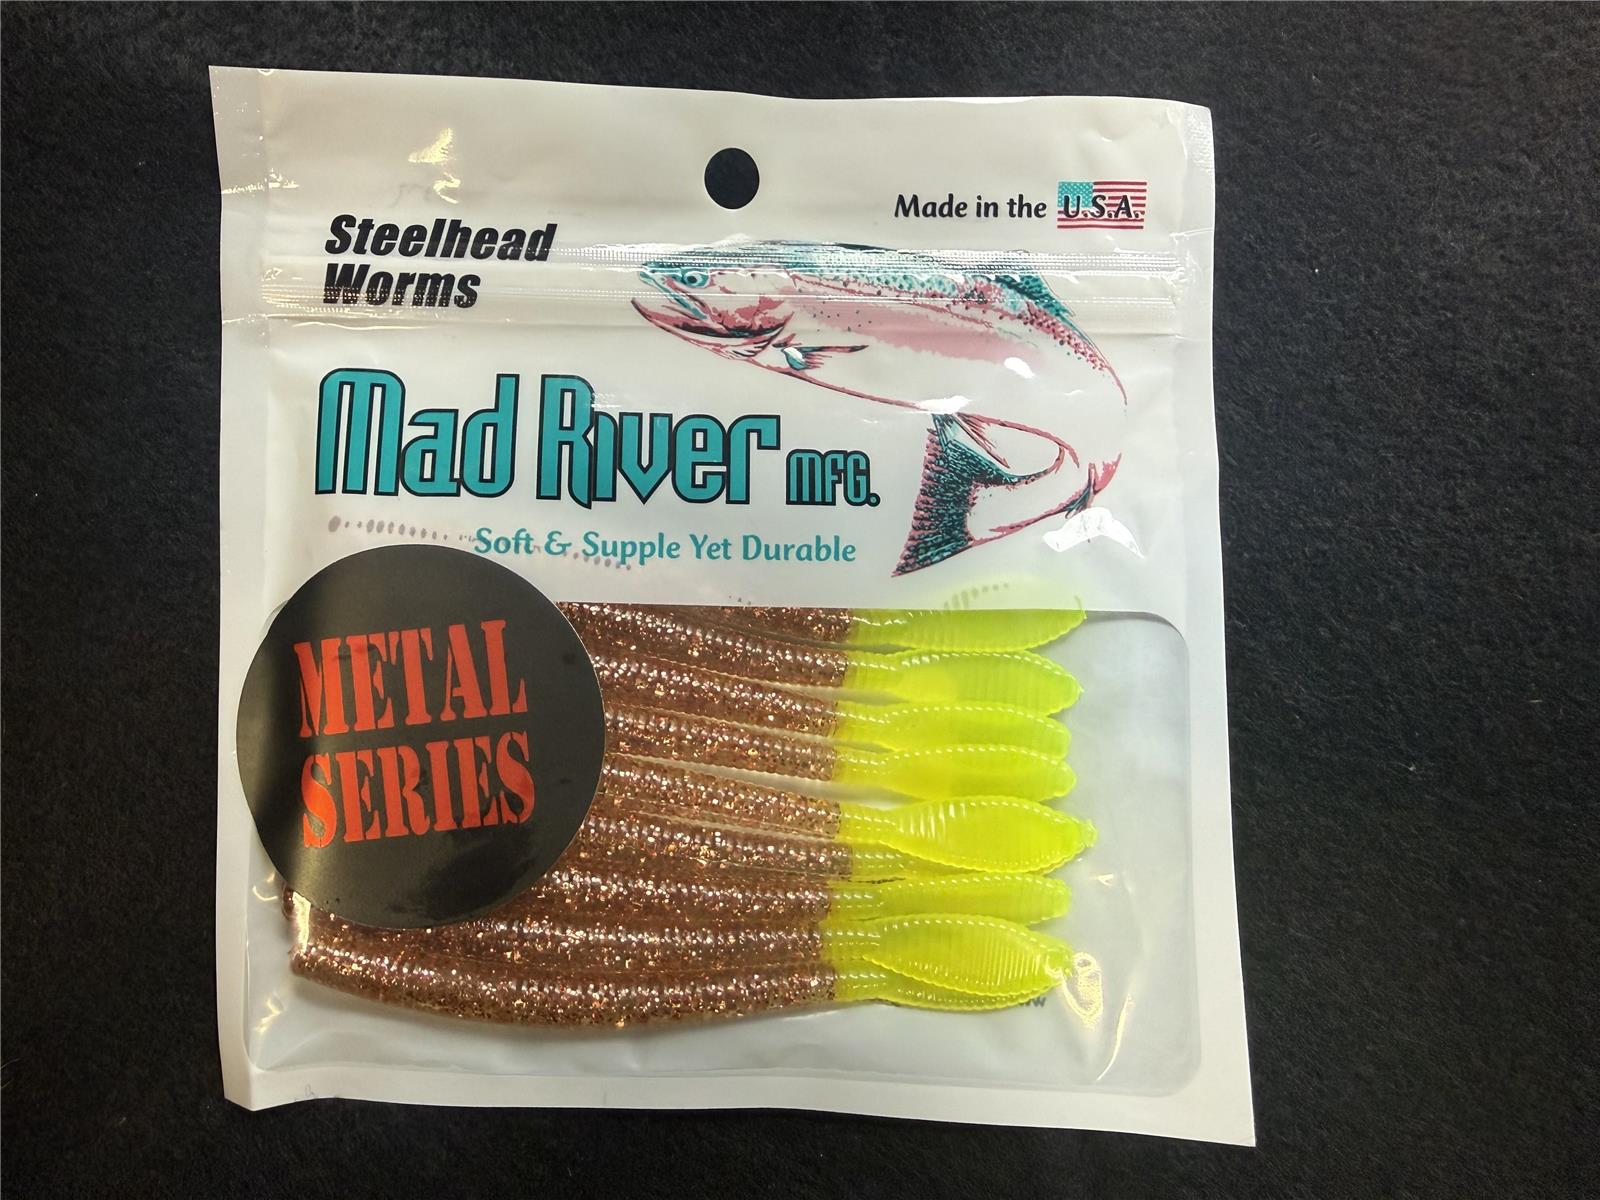 Made in the U.S.A.
Steelhead
Worms
Mad River MFG.
Soft & Supple Yet Durable
METAL
SERIES